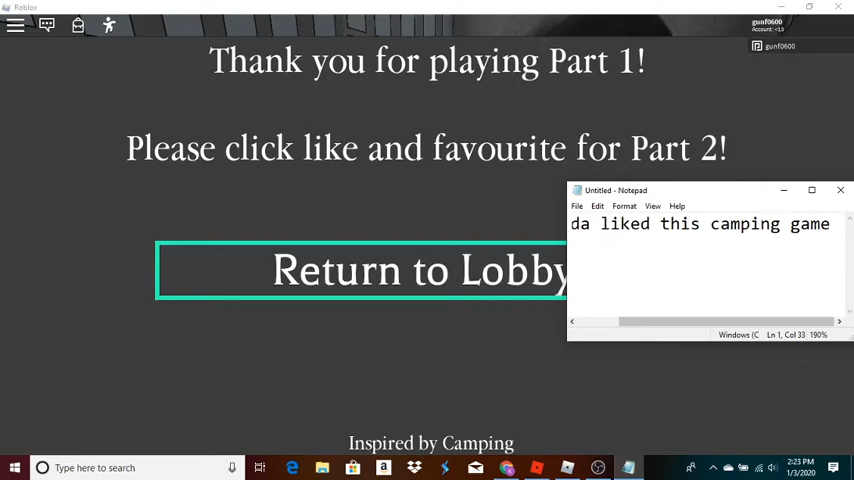 Roblox
gunf0600
Account: <13
gunf0600
Thank you for playing Part 1!
Please click like and favourite for Part 2!
Return to Lobby
Untitled - Notepad
File Edit Format View Help
da liked this camping game
Windows (C Ln 1, Col 33 190%
Inspired by Camping
Type here to search
2:23 PM
1/3/2020